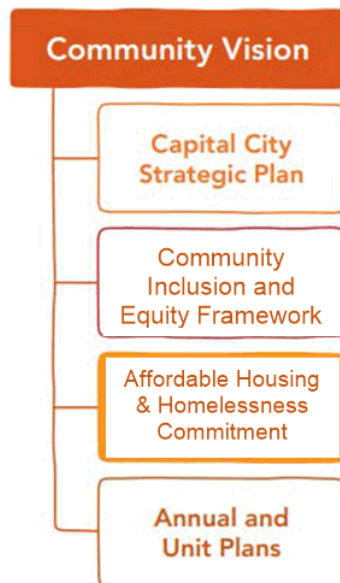 Community Vision
Capital City
Strategic Plan
Community
Inclusion and
Equity Framework
Affordable Housing
& Homelessness
Commitment
Annual and
Unit Plans